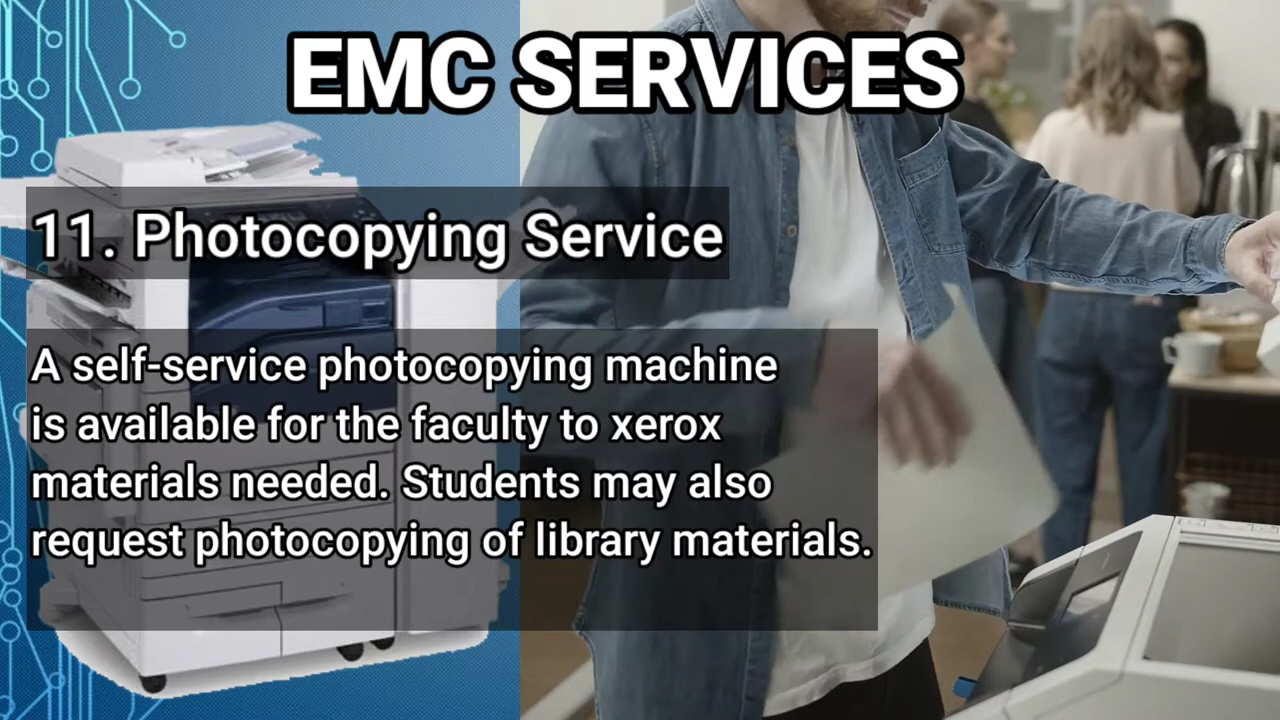 EMC SERVICES
11. Photocopying Service
A self-service photocopying machine
is available for the faculty to xerox
materials needed. Students may also
request photocopying of library materials.